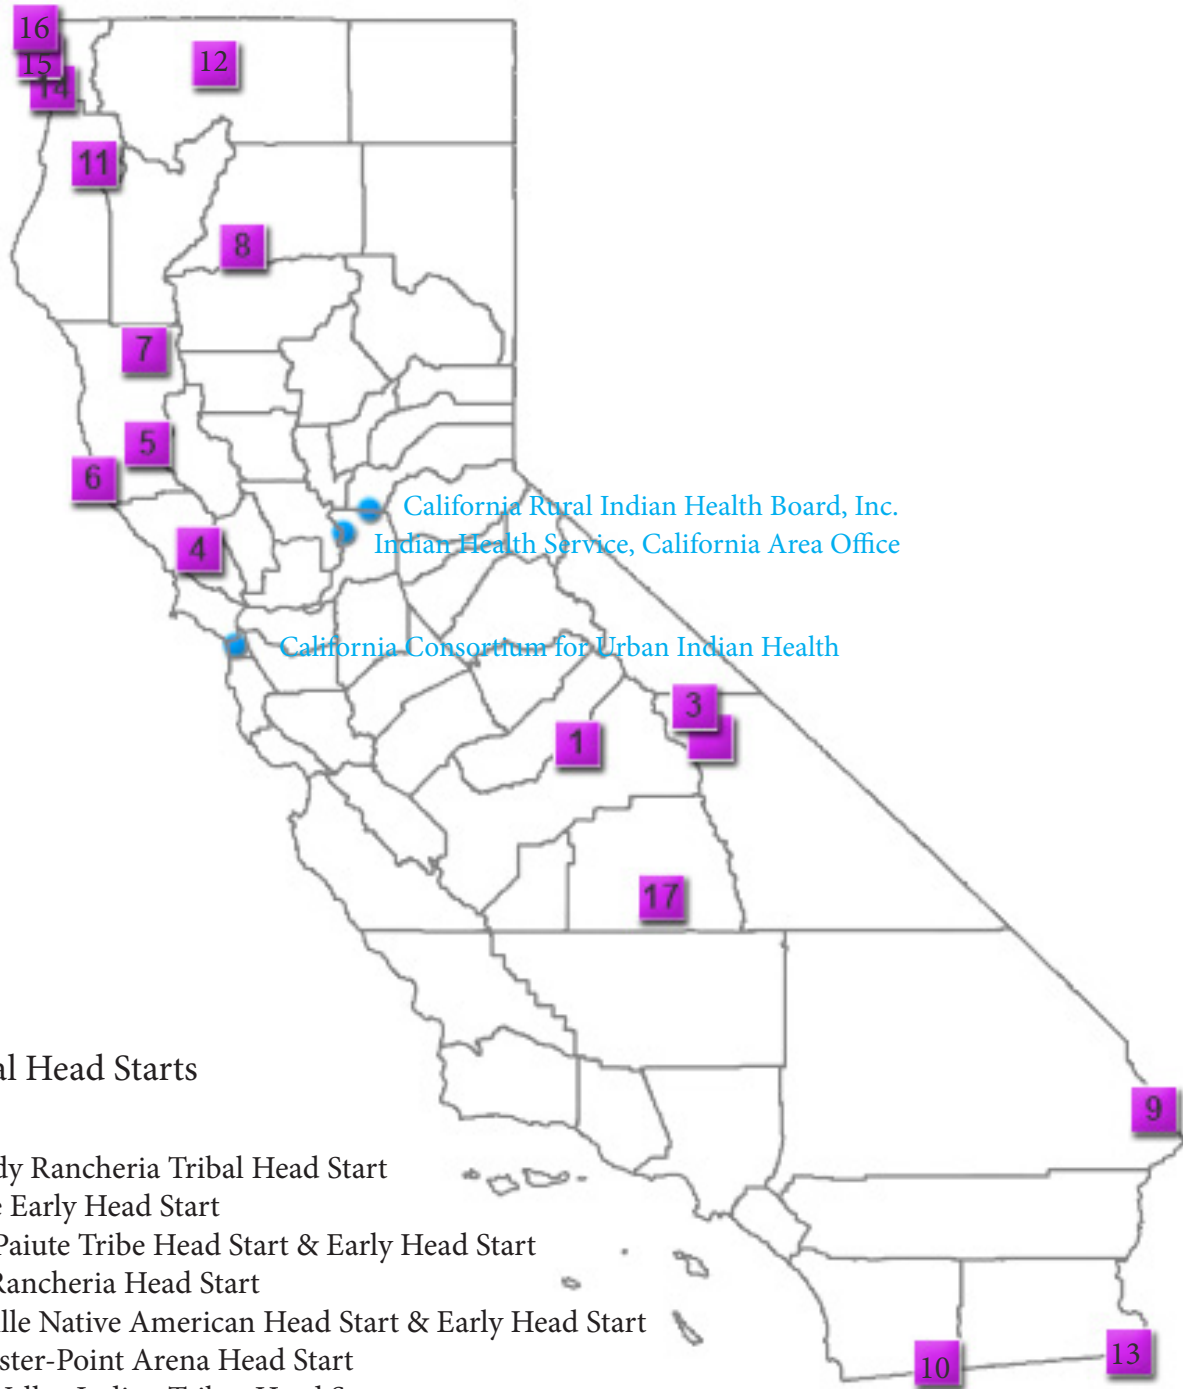 16
15
14
12
11
8
7
5
6
California Rural Indian Health Board, Inc.
Indian Health Service, California Area Office
4
California Consortium for Urban Indian Health
3
1
17
al Head Starts
9
dy Rancheria Tribal Head Start
e Early Head Start
Paiute Tribe Head Start & Early Head Start
Rancheria Head Start
lle Native American Head Start & Early Head Start
ster-Point Arena Head Start
13
10